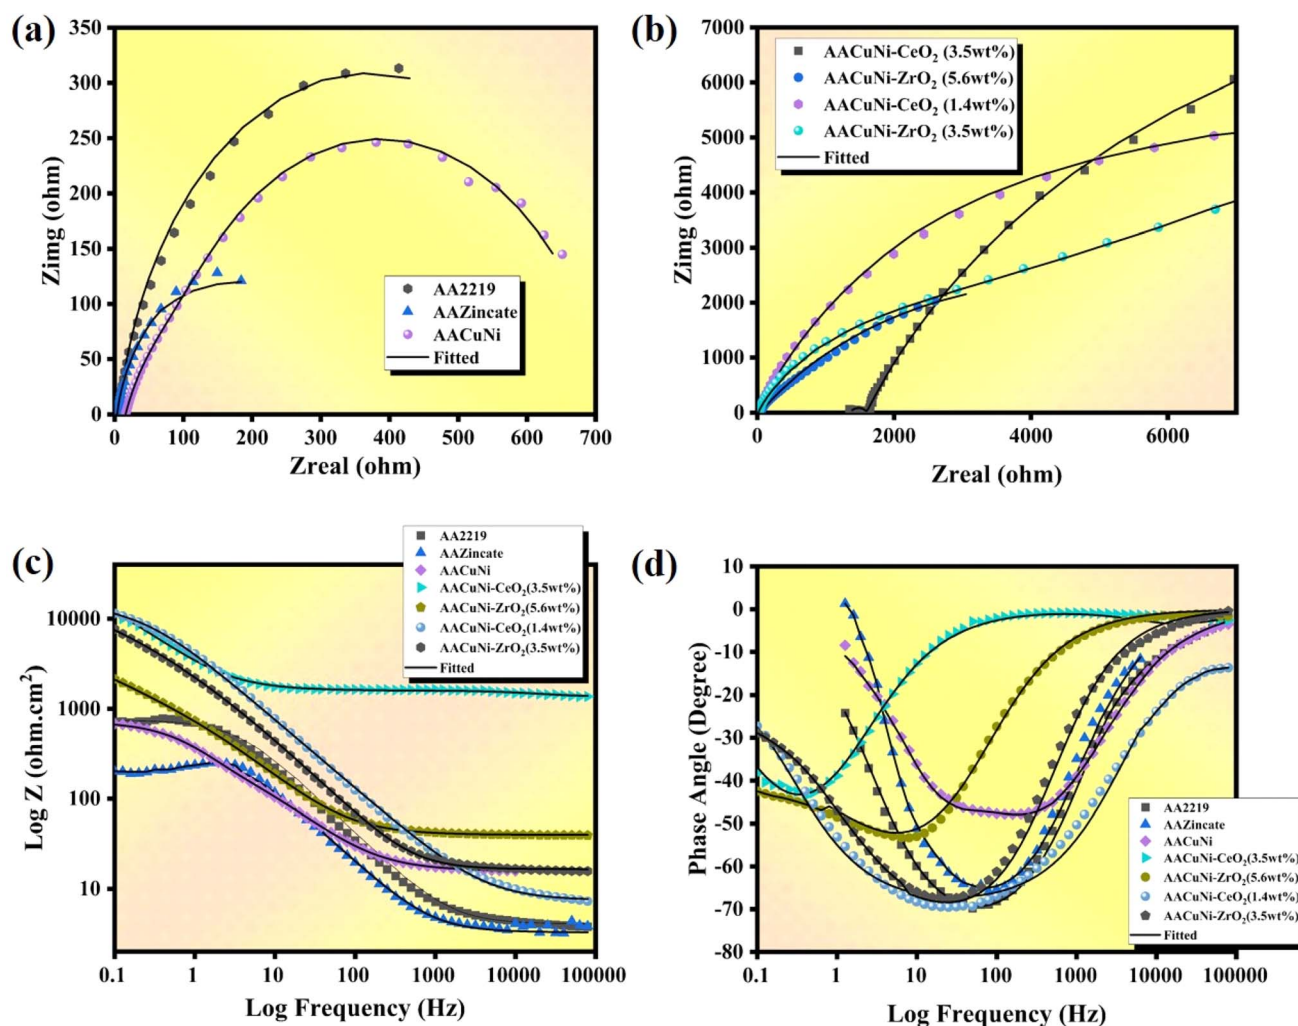 (a)
350
300
250
200
150
100
50
0
Zimg (ohm)
0 100 200 300 400 500 600 700
Zreal (ohm)
AA2219
AAZincate
AACuNi
Fitted
(b)
7000
6000
5000
4000
3000
2000
1000
0
Zimg (ohm)
0 2000 4000 6000
Zreal (ohm)
AACuNi-CeO₂ (3.5wt%)
AACuNi-ZrO₂ (5.6wt%)
AACuNi-CeO₂ (1.4wt%)
AACuNi-ZrO₂ (3.5wt%)
Fitted
(c)
10000
1000
100
10
Log Z (ohm.cm²)
0.1 1 10 100 1000 10000 100000
Log Frequency (Hz)
AA2219
AAZincate
AACuNi
AACuNi-CeO₂(3.5wt%)
AACuNi-ZrO₂(5.6wt%)
AACuNi-CeO₂(1.4wt%)
AACuNi-ZrO₂(3.5wt%)
Fitted
(d)
10
0
-10
-20
-30
-40
-50
-60
-70
-80
Phase Angle (Degree)
0.1 1 10 100 1000 10000 100000
Log Frequency (Hz)
AA2219
AAZincate
AACuNi
AACuNi-CeO₂(3.5wt%)
AACuNi-ZrO₂(5.6wt%)
AACuNi-CeO₂(1.4wt%)
AACuNi-ZrO₂(3.5wt%)
Fitted